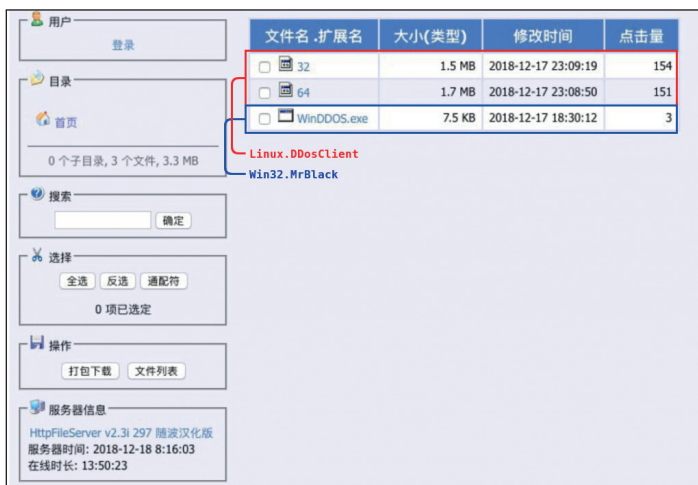 用户
登录
目录
首页
0 个子目录, 3 个文件, 3.3 MB
搜索
确定
选择
全选 反选 通配符
0 项已选定
操作
打包下载 文件列表
服务器信息
HttpFileServer v2.3i 297 随波汉化版
服务器时间: 2018-12-18 8:16:03
在线时长: 13:50:23
文件名 .扩展名 大小(类型) 修改时间 点击量
32 1.5 MB 2018-12-17 23:09:19 154
64 1.7 MB 2018-12-17 23:08:50 151
WinDDOS.exe 7.5 KB 2018-12-17 18:30:12 3
Linux.DDosClient
Win32.MrBlack